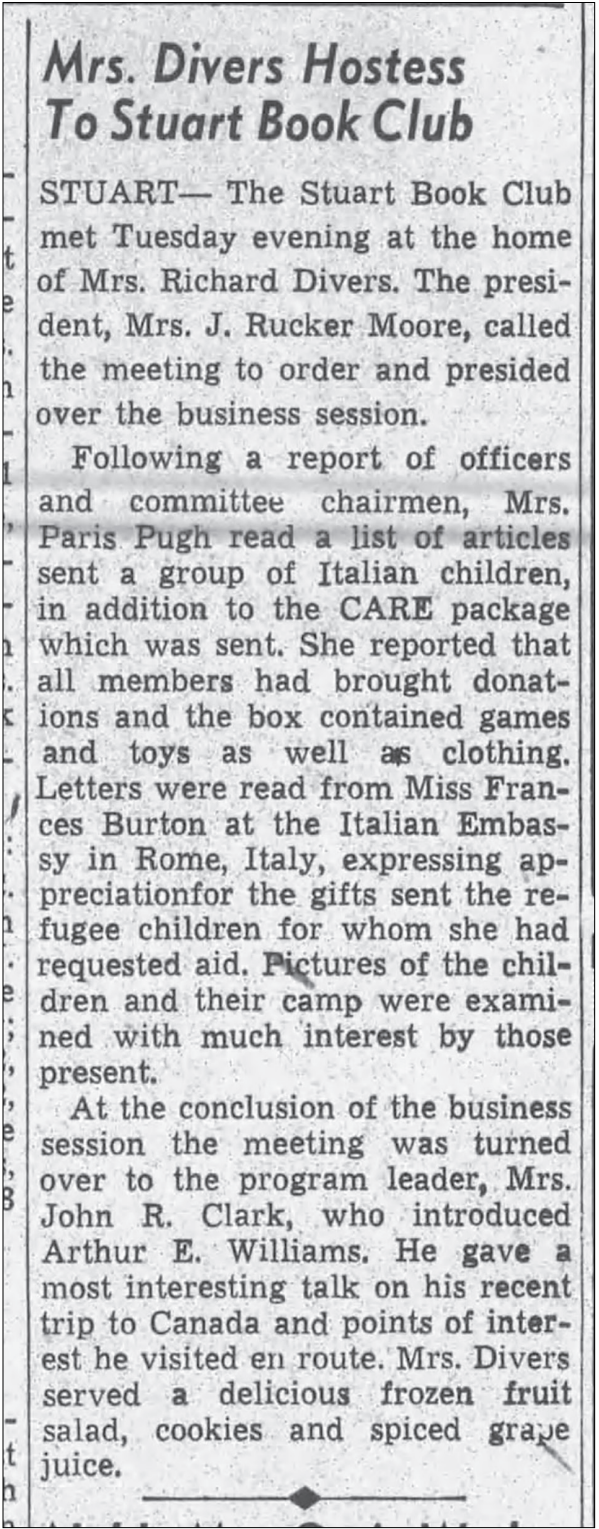 Mrs. Divers Hostess
To Stuart Book Club
STUART— The Stuart Book Club
met Tuesday evening at the home
of Mrs. Richard Divers. The presi-
dent, Mrs. J. Rucker Moore, called
the meeting to order and presided
over the business session.
Following a report of officers
and committee chairmen, Mrs.
Paris Pugh read a list of articles
sent a group of Italian children,
in addition to the CARE package
which was sent. She reported that
all members had brought donat-
ions and the box contained games
and toys as well as clothing.
Letters were read from Miss Fran-
ces Burton at the Italian Embas-
sy in Rome, Italy, expressing ap-
preciationfor the gifts sent the re-
fugee children for whom she had
requested aid. Pictures of the chil-
dren and their camp were exami-
ned with much interest by those
present.
At the conclusion of the business
session the meeting was turned
over to the program leader, Mrs.
John R. Clark, who introduced
Arthur E. Williams. He gave a
most interesting talk on his recent
trip to Canada and points of inter-
est he visited en route. Mrs. Divers
served a delicious frozen fruit
salad, cookies and spiced grape
juice.